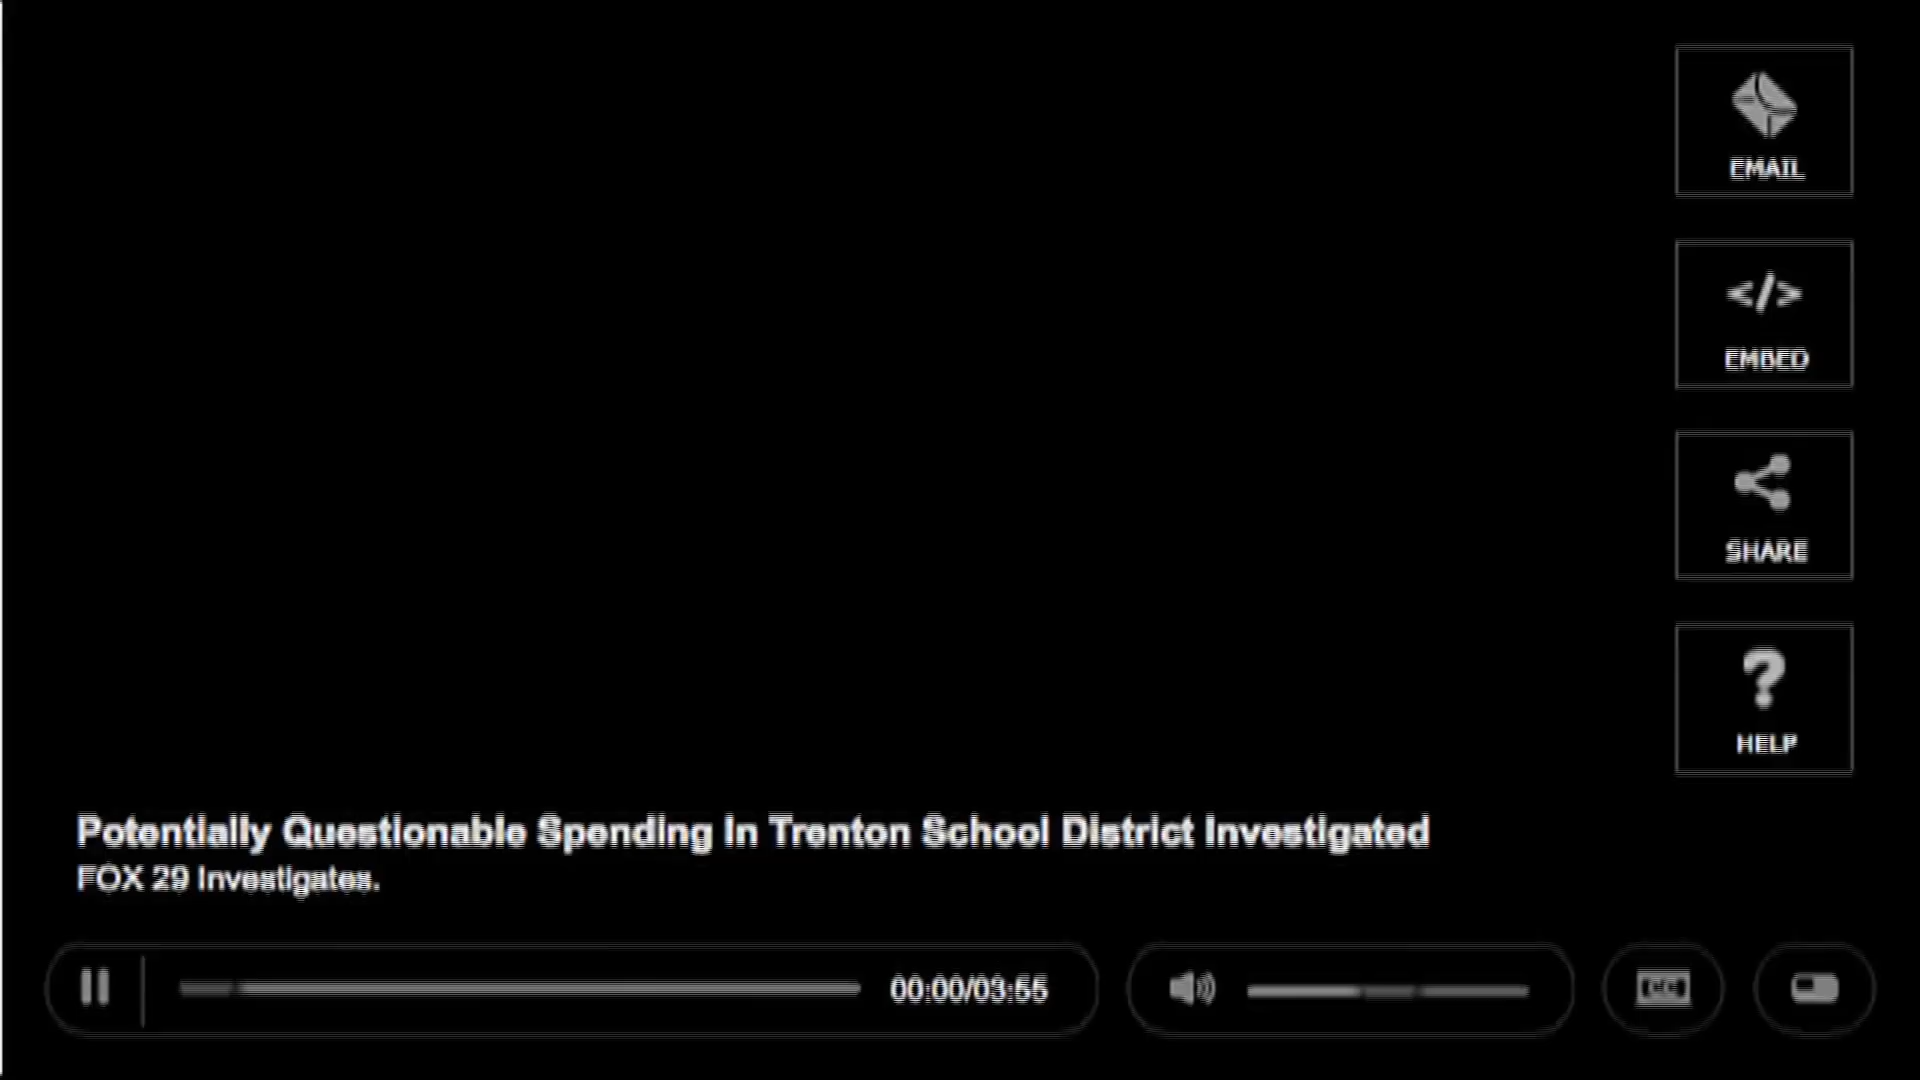 EMAIL
</>
EMBED
SHARE
?
HELP
Potentially Questionable Spending In Trenton School District Investigated
FOX 29 Investigates.
00:00/03:55
CC